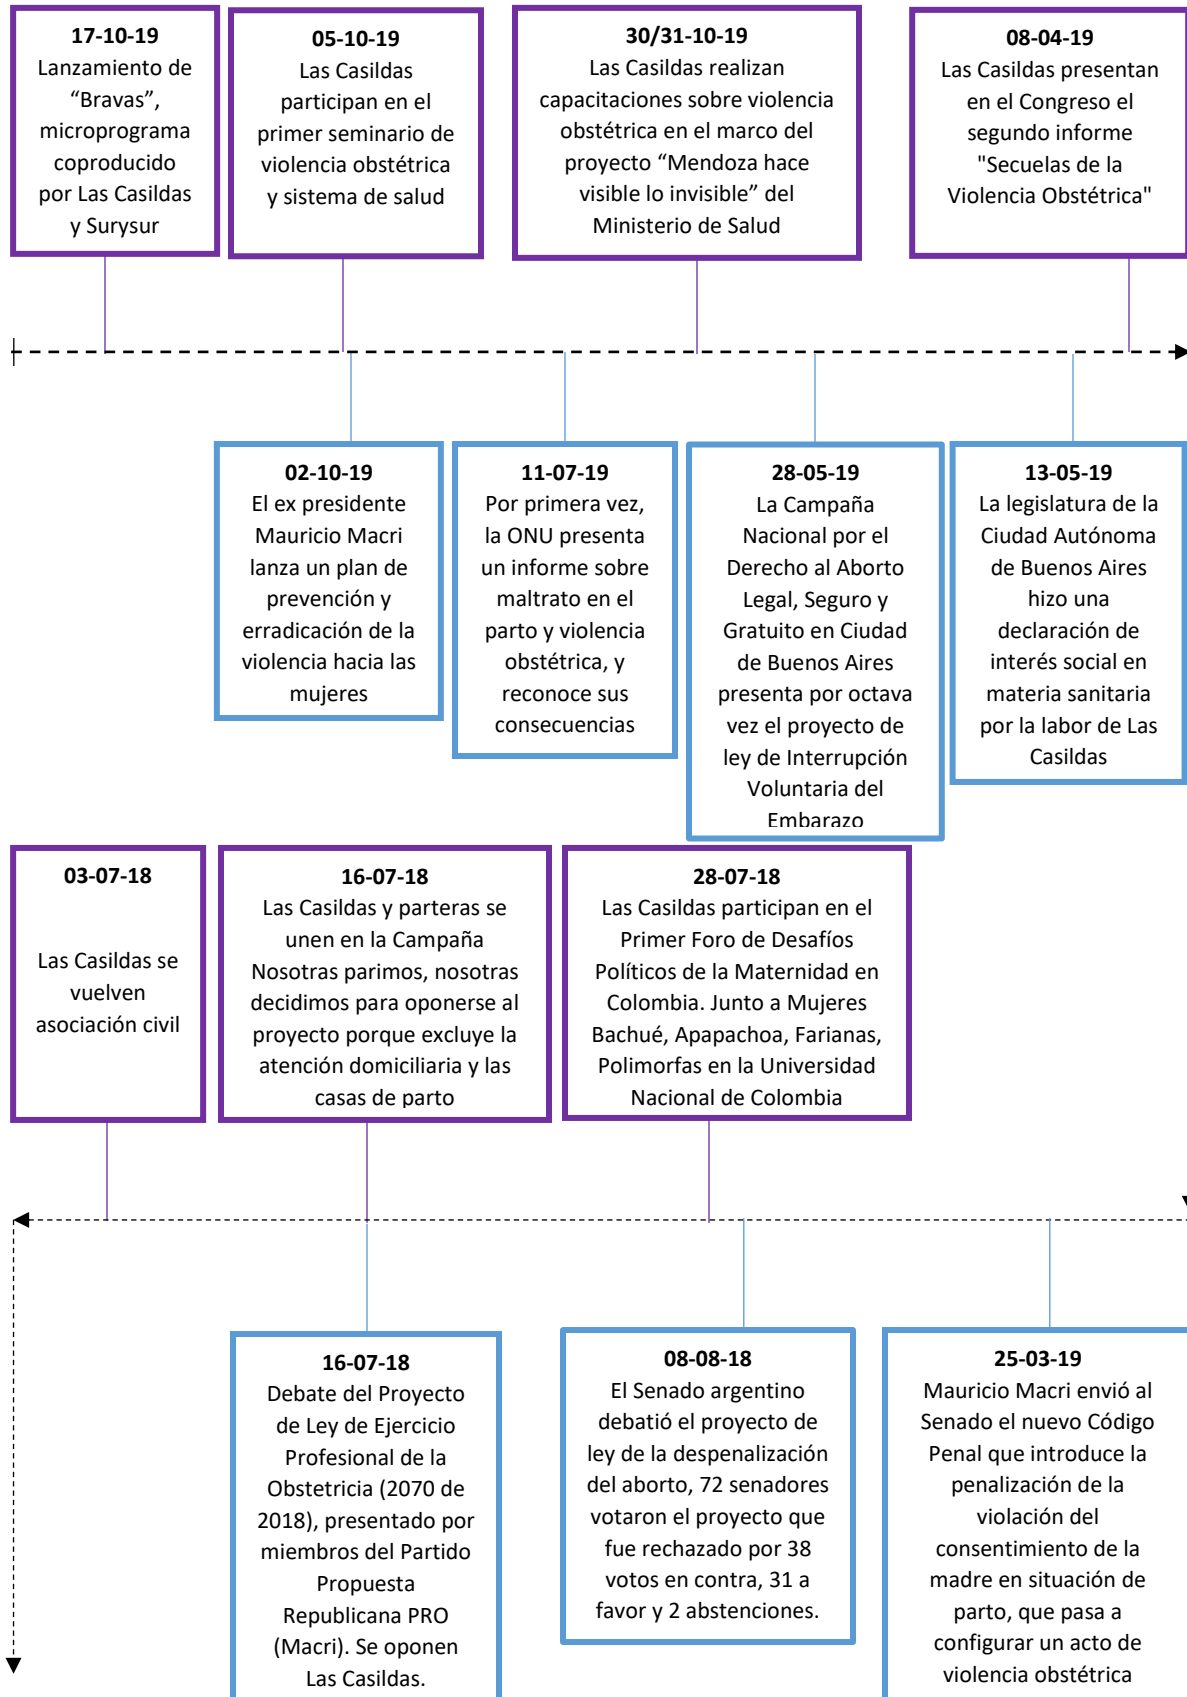 17-10-19
Lanzamiento de
“Bravas”,
microprograma
coproducido
por Las Casildas
y Surysur
05-10-19
Las Casildas
participan en el
primer seminario de
violencia obstétrica
y sistema de salud
30/31-10-19
Las Casildas realizan
capacitaciones sobre violencia
obstétrica en el marco del
proyecto “Mendoza hace
visible lo invisible” del
Ministerio de Salud
08-04-19
Las Casildas presentan
en el Congreso el
segundo informe
"Secuelas de la
Violencia Obstétrica"
02-10-19
El ex presidente
Mauricio Macri
lanza un plan de
prevención y
erradicación de la
violencia hacia las
mujeres
11-07-19
Por primera vez,
la ONU presenta
un informe sobre
maltrato en el
parto y violencia
obstétrica, y
reconoce sus
consecuencias
28-05-19
La Campaña
Nacional por el
Derecho al Aborto
Legal, Seguro y
Gratuito en Ciudad
de Buenos Aires
presenta por octava
vez el proyecto de
ley de Interrupción
Voluntaria del
Embarazo
13-05-19
La legislatura de la
Ciudad Autónoma
de Buenos Aires
hizo una
declaración de
interés social en
materia sanitaria
por la labor de Las
Casildas
03-07-18
Las Casildas se
vuelven
asociación civil
16-07-18
Las Casildas y parteras se
unen en la Campaña
Nosotras parimos, nosotras
decidimos para oponerse al
proyecto porque excluye la
atención domiciliaria y las
casas de parto
28-07-18
Las Casildas participan en el
Primer Foro de Desafíos
Políticos de la Maternidad en
Colombia. Junto a Mujeres
Bachué, Apapachoa, Farianas,
Polimorfas en la Universidad
Nacional de Colombia
16-07-18
Debate del Proyecto
de Ley de Ejercicio
Profesional de la
Obstetricia (2070 de
2018), presentado por
miembros del Partido
Propuesta
Republicana PRO
(Macri). Se oponen
Las Casildas.
08-08-18
El Senado argentino
debatió el proyecto de
ley de la despenalización
del aborto, 72 senadores
votaron el proyecto que
fue rechazado por 38
votos en contra, 31 a
favor y 2 abstenciones.
25-03-19
Mauricio Macri envió al
Senado el nuevo Código
Penal que introduce la
penalización de la
violación del
consentimiento de la
madre en situación de
parto, que pasa a
configurar un acto de
violencia obstétrica